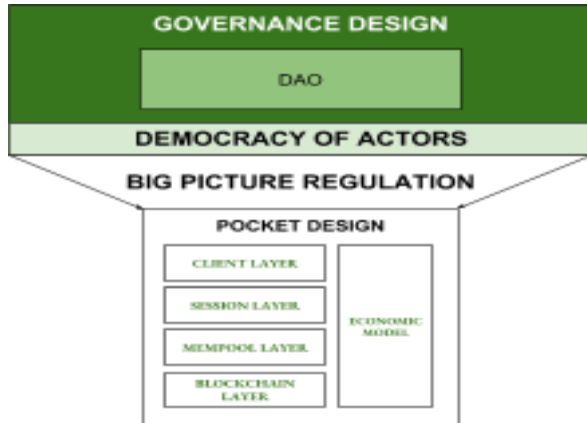 GOVERNANCE DESIGN
DAO
DEMOCRACY OF ACTORS
BIG PICTURE REGULATION
POCKET DESIGN
CLIENT LAYER
SESSION LAYER
MEMPOOL LAYER
BLOCKCHAIN
LAYER
ECONOMIC
MODEL